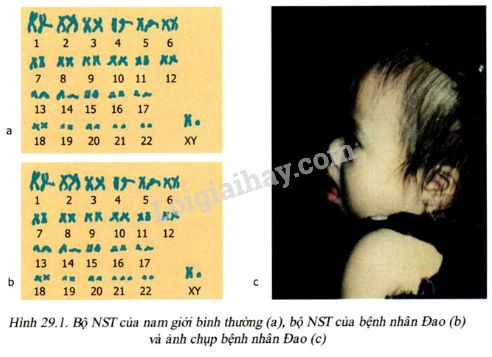 1 2 3 4 5 6
7 8 9 10 11 12
13 14 15 16 17
a
18 19 20 21 22 XY
1 2 3 4 5 6
7 8 9 10 11 12
13 14 15 16 17
b
18 19 20 21 22 XY
c
Loigiaihay.com
Hình 29.1. Bộ NST của nam giới bình thường (a), bộ NST của bệnh nhân Đao (b)
và ảnh chụp bệnh nhân Đao (c)